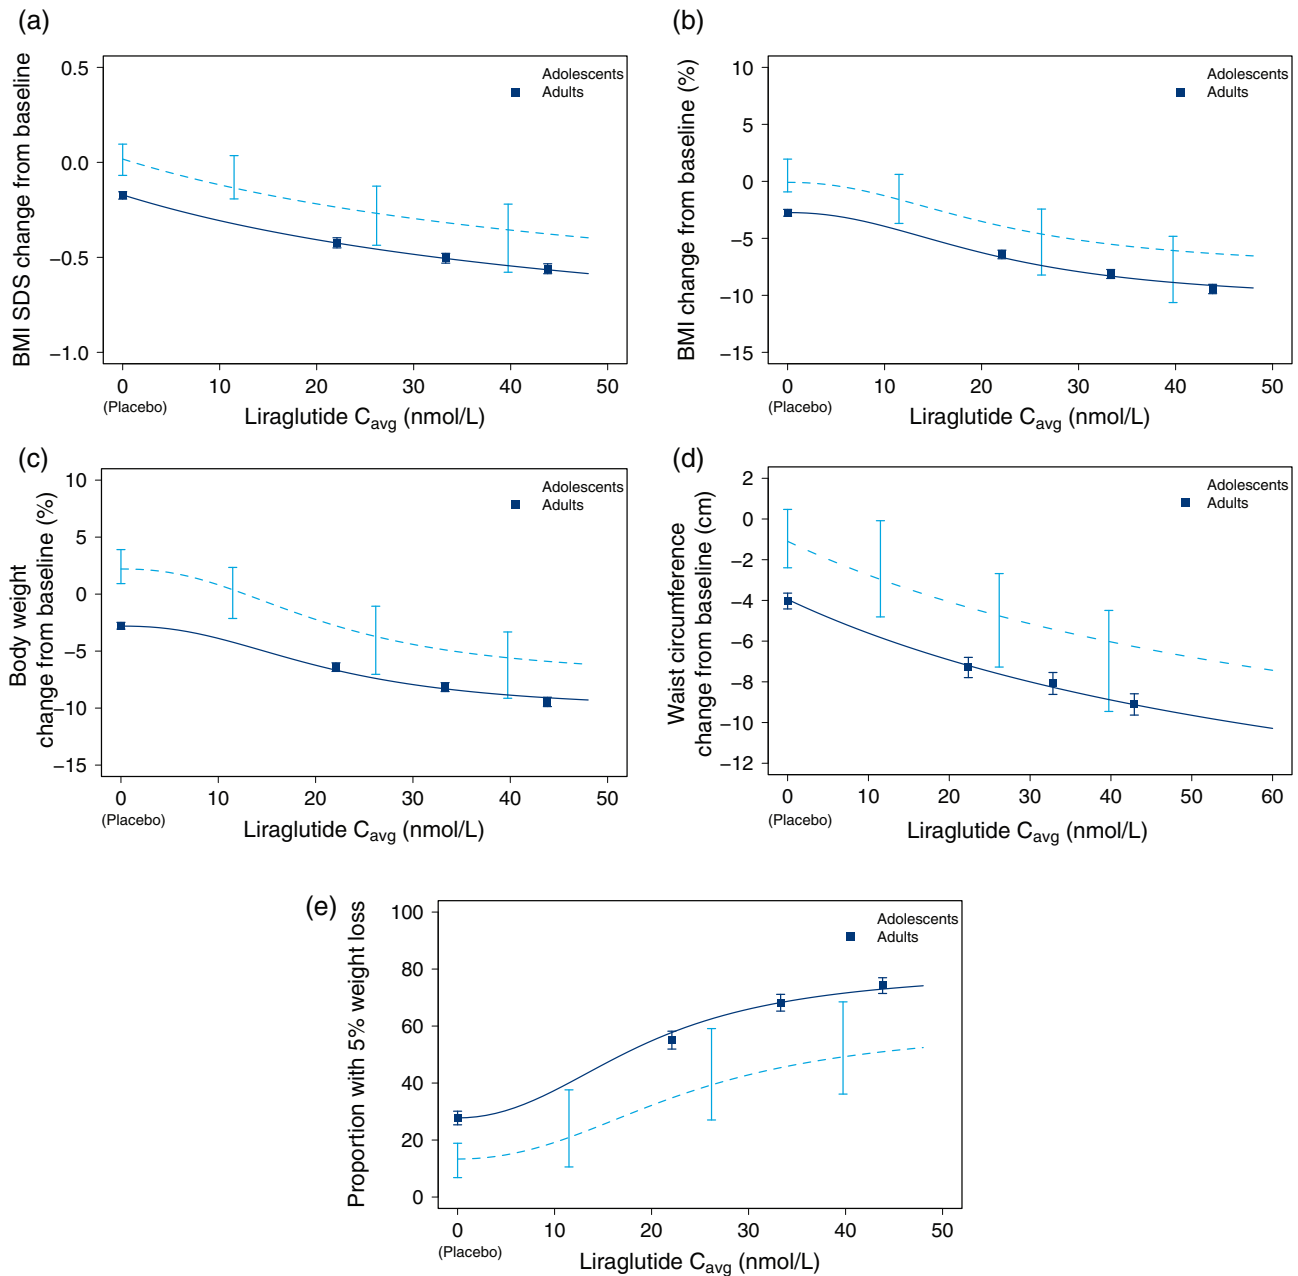 (a)
BMI SDS change from baseline
0.5
0.0
−0.5
−1.0
Adolescents
Adults
0 10 20 30 40 50
(Placebo)
Liraglutide Cavg (nmol/L)
(b)
BMI change from baseline (%)
10
5
0
−5
−10
−15
Adolescents
Adults
0 10 20 30 40 50
(Placebo)
Liraglutide Cavg (nmol/L)
(c)
Body weight
change from baseline (%)
10
5
0
−5
−10
−15
Adolescents
Adults
0 10 20 30 40 50
(Placebo)
Liraglutide Cavg (nmol/L)
(d)
Waist circumference
change from baseline (cm)
2
0
−2
−4
−6
−8
−10
−12
Adolescents
Adults
0 10 20 30 40 50 60
(Placebo)
Liraglutide Cavg (nmol/L)
(e)
Proportion with 5% weight loss
100
80
60
40
20
0
Adolescents
Adults
0 10 20 30 40 50
(Placebo)
Liraglutide Cavg (nmol/L)